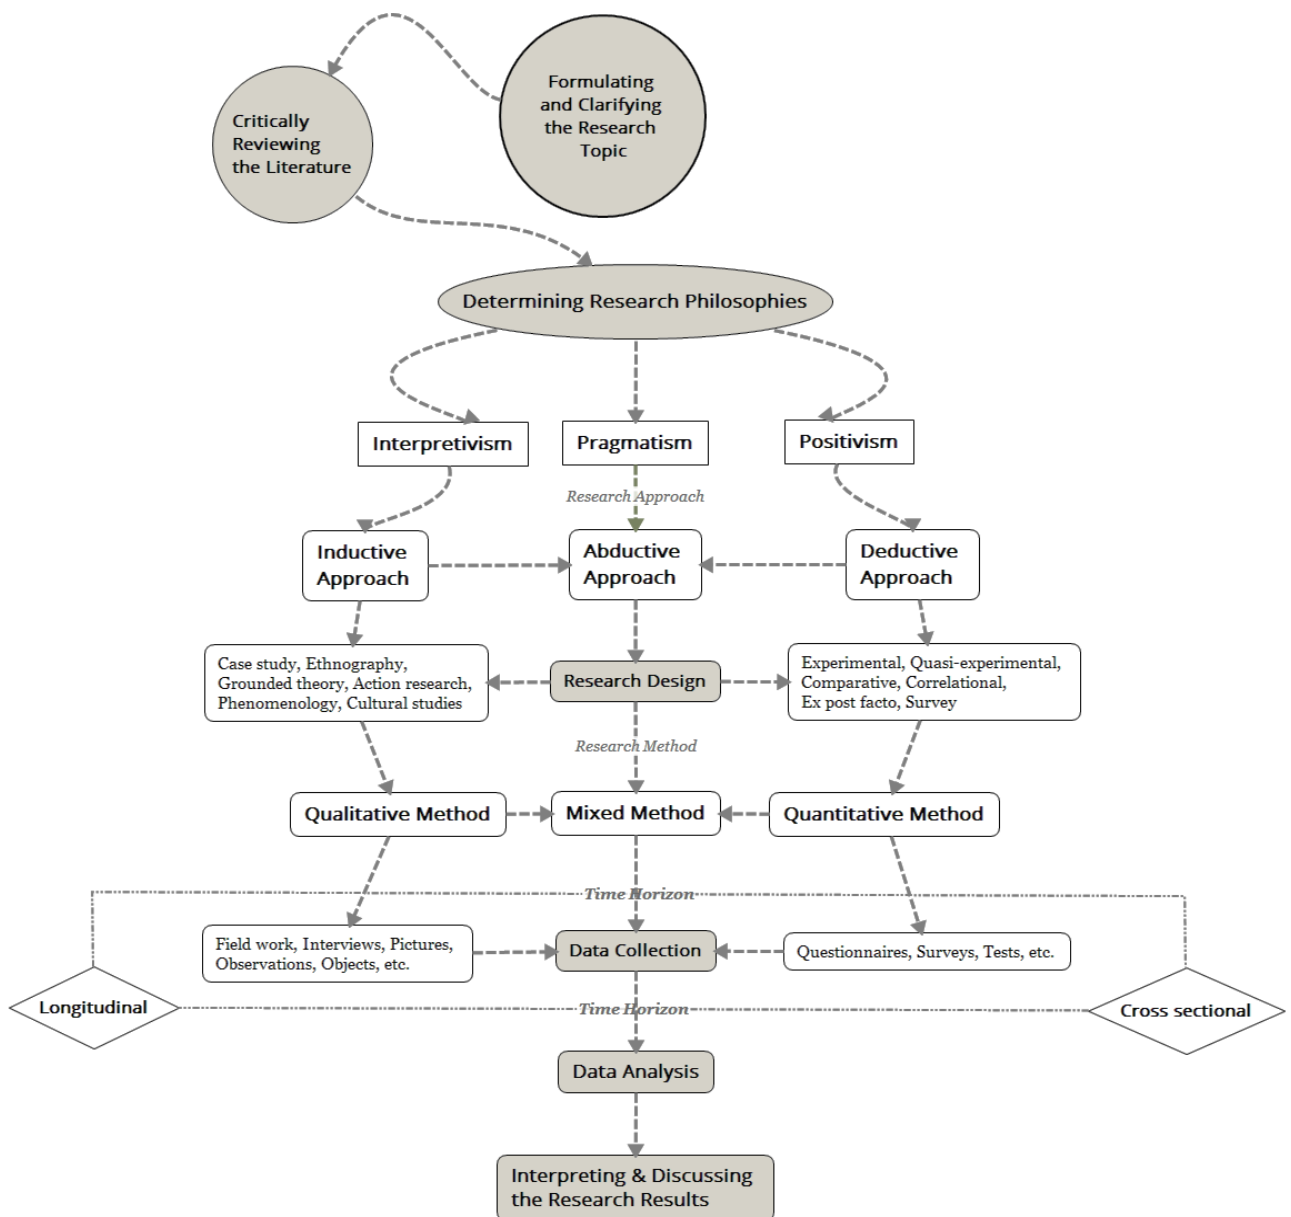 Formulating
and Clarifying
the Research
Topic
Critically
Reviewing
the Literature
Determining Research Philosophies
Interpretivism
Pragmatism
Positivism
Research Approach
Inductive
Approach
Abductive
Approach
Deductive
Approach
Case study, Ethnography,
Grounded theory, Action research,
Phenomenology, Cultural studies
Research Design
Experimental, Quasi-experimental,
Comparative, Correlational,
Ex post facto, Survey
Research Method
Qualitative Method
Mixed Method
Quantitative Method
Time Horizon
Field work, Interviews, Pictures,
Observations, Objects, etc.
Data Collection
Questionnaires, Surveys, Tests, etc.
Longitudinal
Time Horizon
Cross sectional
Data Analysis
Interpreting & Discussing
the Research Results